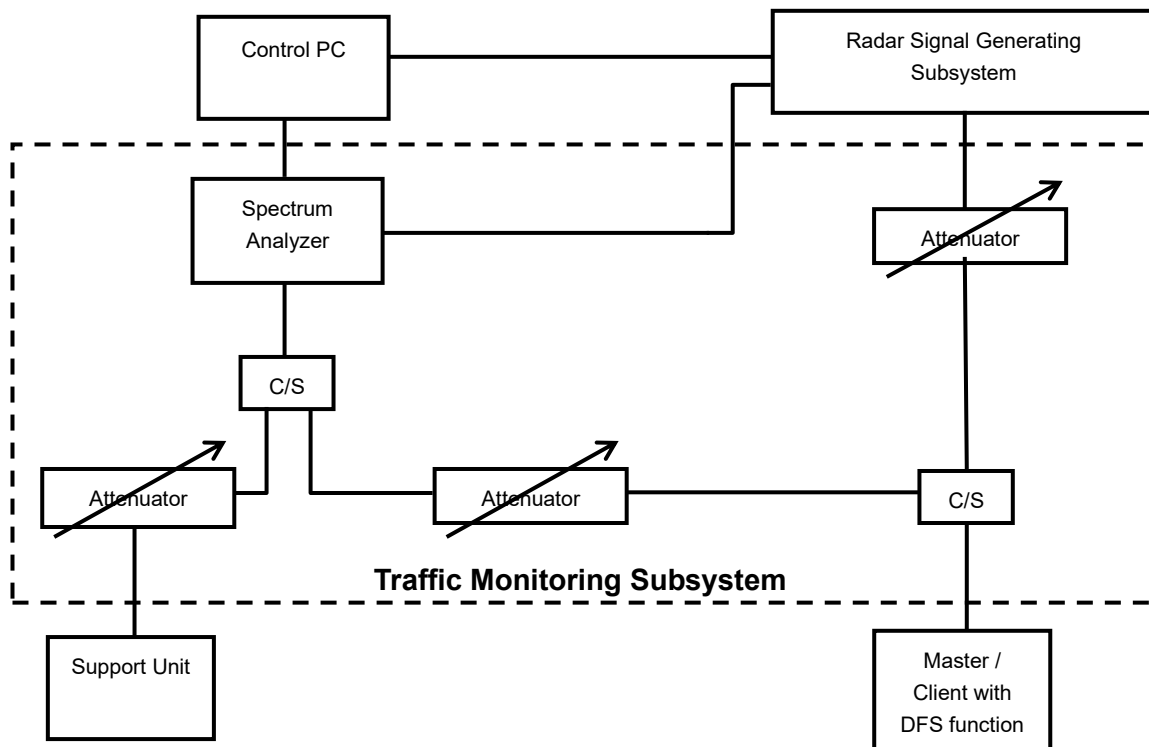 Control PC
Radar Signal Generating
Subsystem
Spectrum
Analyzer
Attenuator
C/S
Attenuator
Attenuator
C/S
Traffic Monitoring Subsystem
Support Unit
Master /
Client with
DFS function